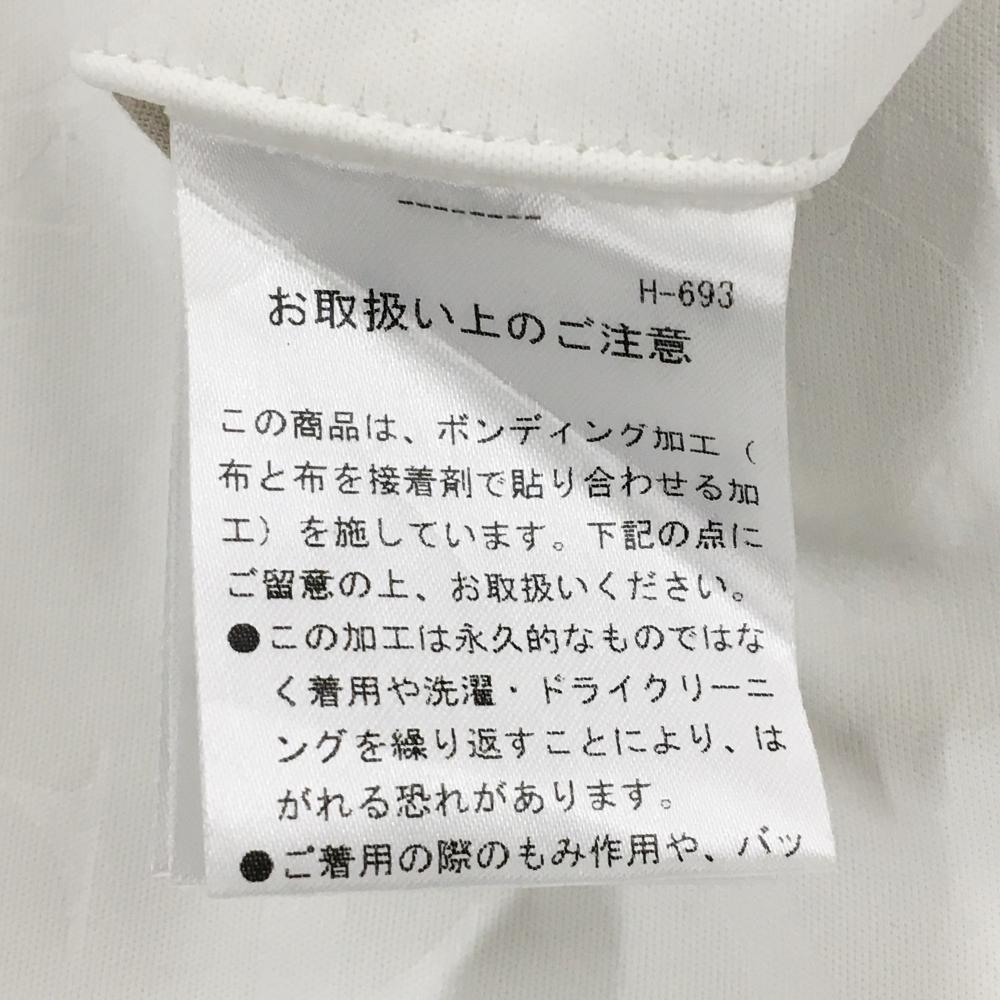 H-693
お取扱い上のご注意
この商品は、ボンディング加工（
布と布を接着剤で貼り合わせる加
工）を施しています。下記の点に
ご留意の上、お取扱いください。
●この加工は永久的なものではな
く着用や洗濯・ドライクリーニ
ングを繰り返すことにより、は
がれる恐れがあります。
●ご着用の際のもみ作用や、バッ